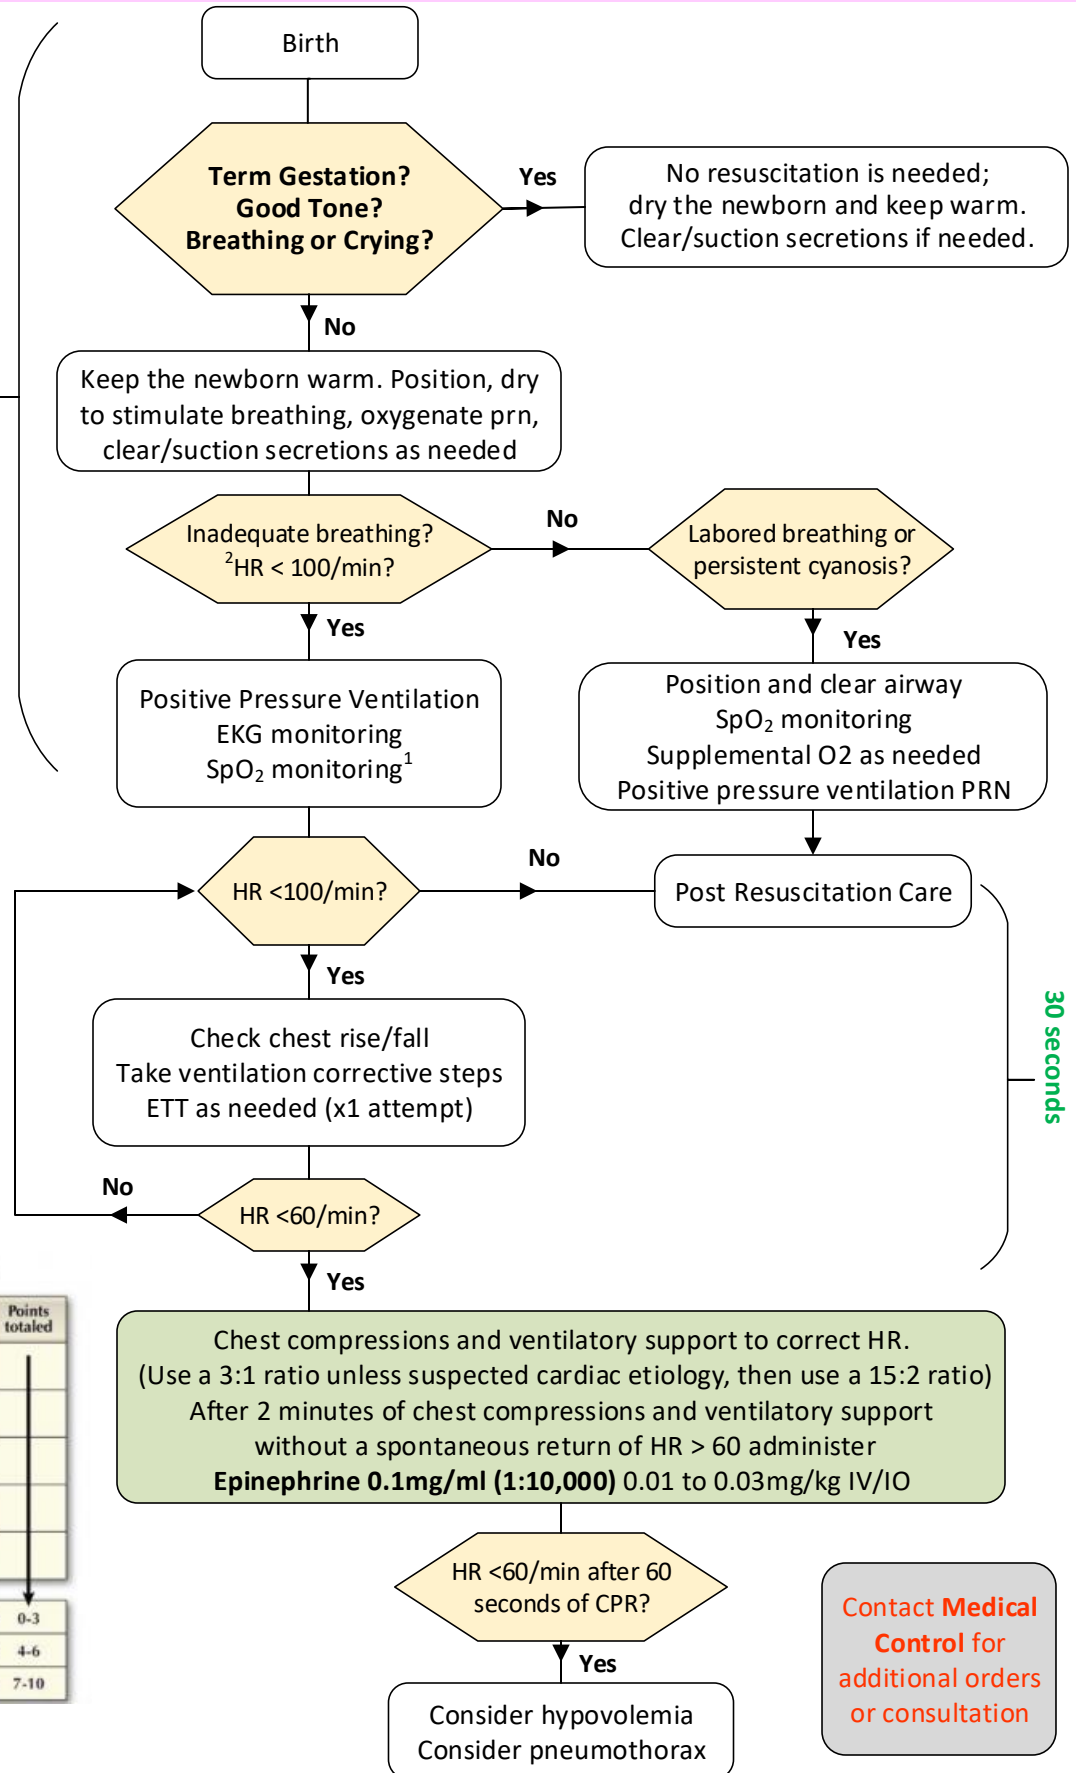 Birth
Term Gestation?
Good Tone?
Breathing or Crying?
Yes
No resuscitation is needed;
dry the newborn and keep warm.
Clear/suction secretions if needed.
No
Keep the newborn warm. Position, dry
to stimulate breathing, oxygenate prn,
clear/suction secretions as needed
Inadequate breathing?
²HR < 100/min?
No
Labored breathing or
persistent cyanosis?
Yes
Yes
Positive Pressure Ventilation
EKG monitoring
SpO₂ monitoring¹
Position and clear airway
SpO₂ monitoring
Supplemental O2 as needed
Positive pressure ventilation PRN
HR <100/min?
No
Post Resuscitation Care
Yes
30 seconds
Check chest rise/fall
Take ventilation corrective steps
ETT as needed (x1 attempt)
No
HR <60/min?
Yes
Points
totaled
0-3
4-6
7-10
Chest compressions and ventilatory support to correct HR.
(Use a 3:1 ratio unless suspected cardiac etiology, then use a 15:2 ratio)
After 2 minutes of chest compressions and ventilatory support
without a spontaneous return of HR > 60 administer
Epinephrine 0.1mg/ml (1:10,000) 0.01 to 0.03mg/kg IV/IO
HR <60/min after 60
seconds of CPR?
Yes
Consider hypovolemia
Consider pneumothorax
Contact Medical
Control for
additional orders
or consultation